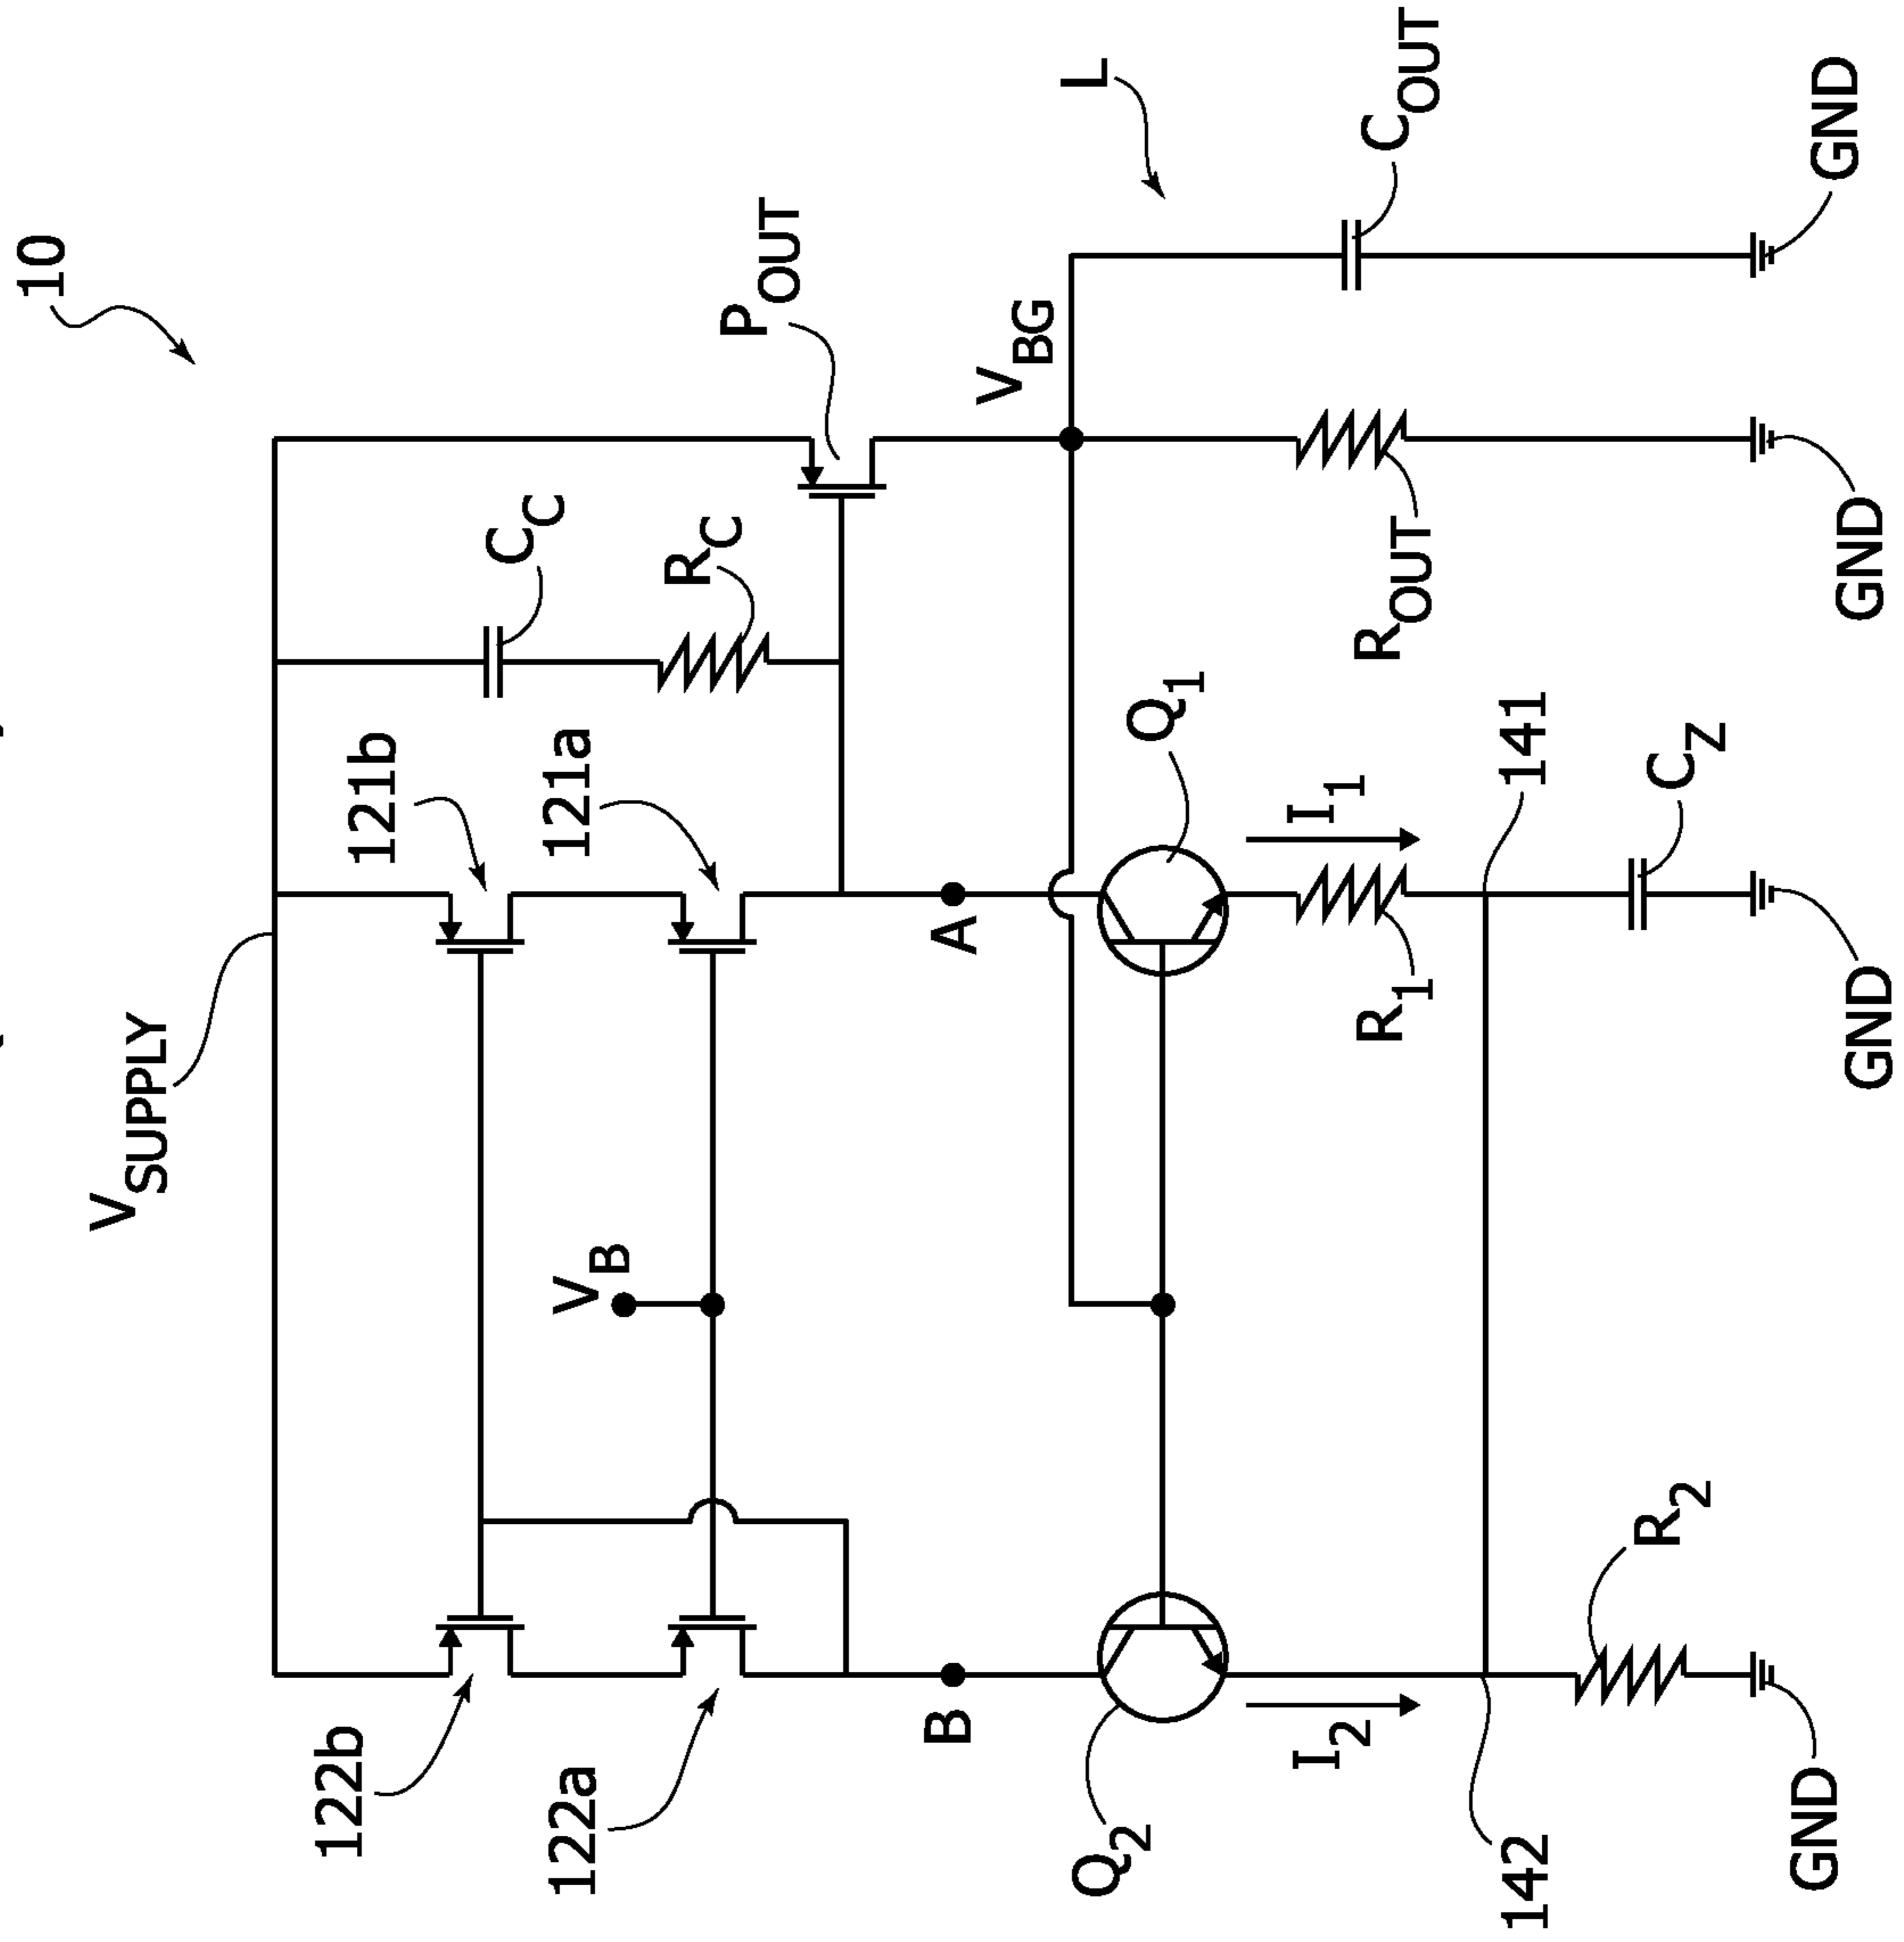 10
V_SUPPLY
122b
121b
C_C
P_OUT
122a
V_B
121a
R_C
B
A
V_BG
L
Q_2
Q_1
I_2
I_1
R_1
R_OUT
C_OUT
142
141
R_2
C_Z
GND
GND
GND
GND